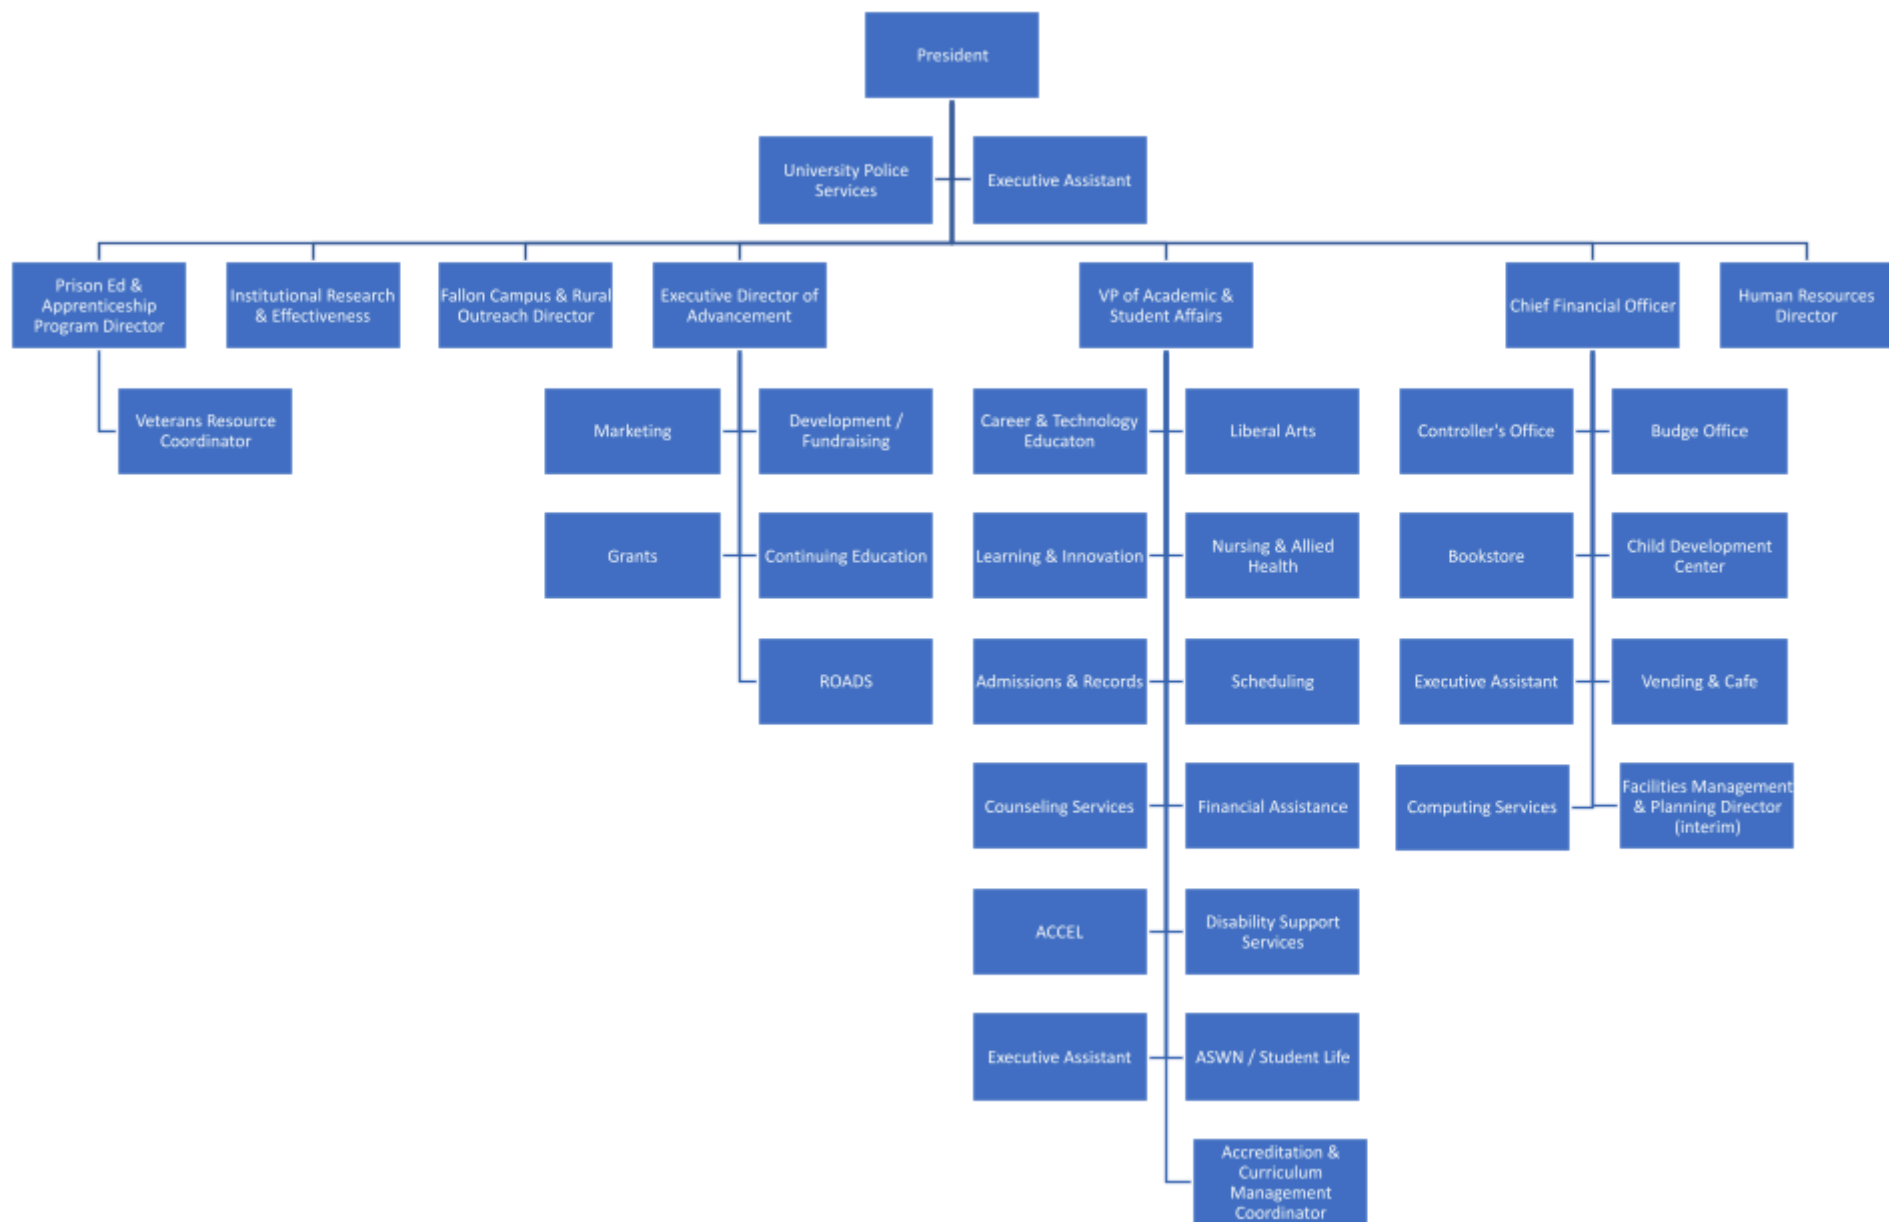 President
University Police
Services
Executive Assistant
Prison Ed &
Apprenticeship
Program Director
Institutional Research
& Effectiveness
Fallon Campus & Rural
Outreach Director
Executive Director of
Advancement
VP of Academic &
Student Affairs
Chief Financial Officer
Human Resources
Director
Veterans Resource
Coordinator
Marketing
Development /
Fundraising
Career & Technology
Educaton
Liberal Arts
Controller's Office
Budge Office
Grants
Continuing Education
Learning & Innovation
Nursing & Allied
Health
Bookstore
Child Development
Center
ROADS
Admissions & Records
Scheduling
Executive Assistant
Vending & Cafe
Counseling Services
Financial Assistance
Computing Services
Facilities Management
& Planning Director
(interim)
ACCEL
Disability Support
Services
Executive Assistant
ASWN / Student Life
Accreditation &
Curriculum
Management
Coordinator